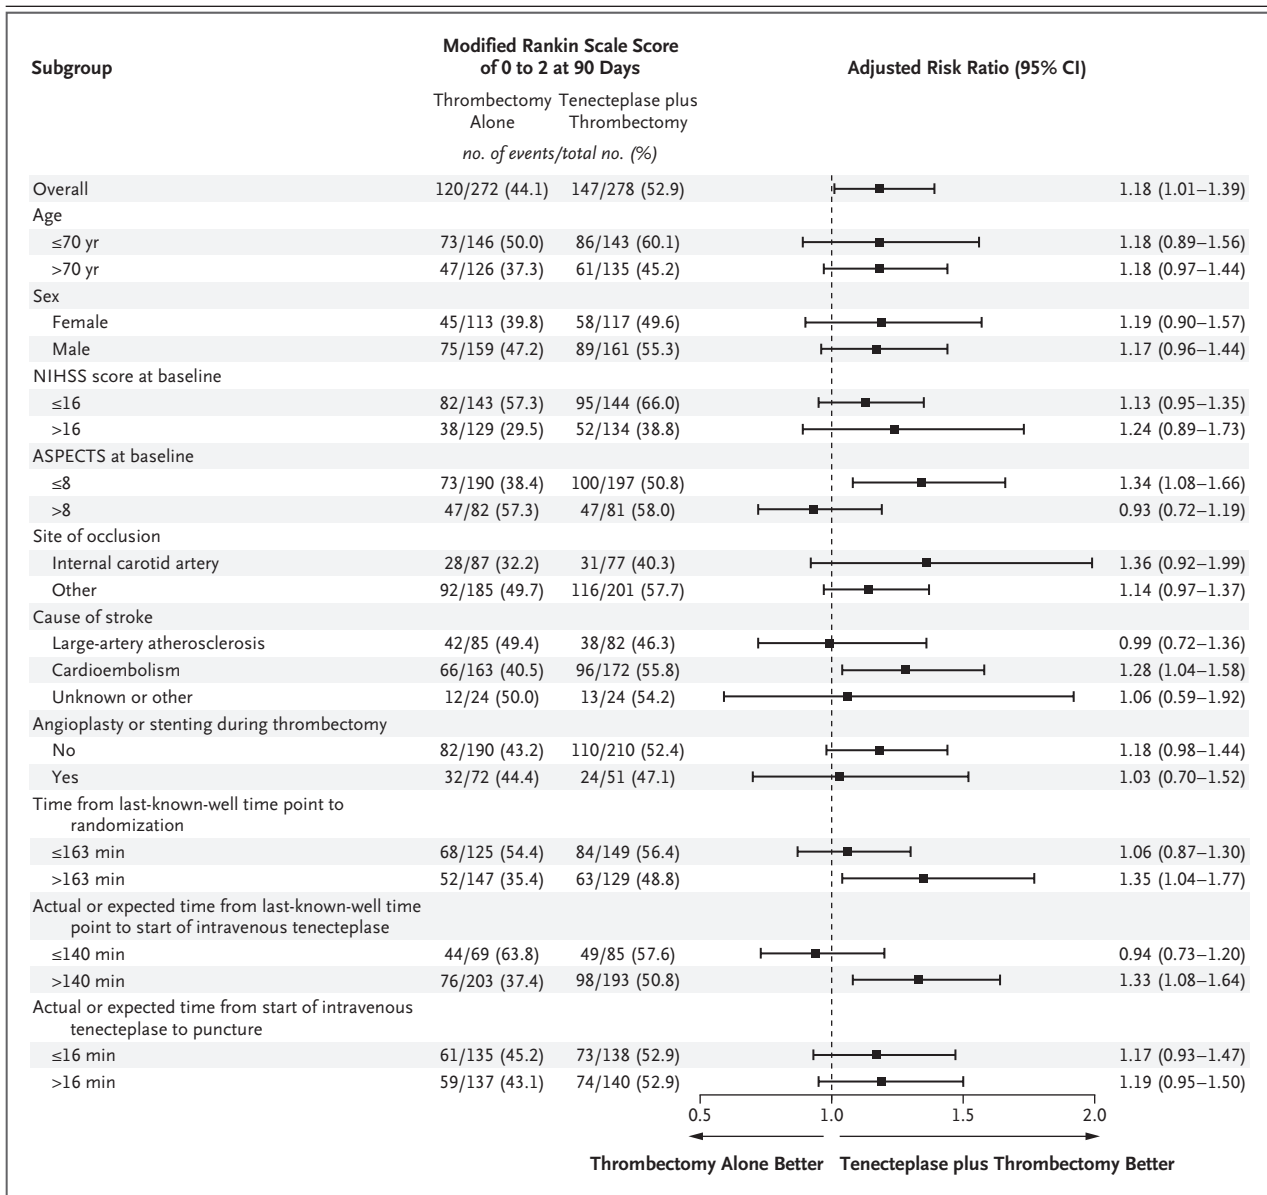 Subgroup
Modified Rankin Scale Score
of 0 to 2 at 90 Days
Adjusted Risk Ratio (95% CI)
Thrombectomy Alone
Tenecteplase plus Thrombectomy
no. of events/total no. (%)
Overall 120/272 (44.1) 147/278 (52.9) 1.18 (1.01–1.39)
Age
≤70 yr 73/146 (50.0) 86/143 (60.1) 1.18 (0.89–1.56)
>70 yr 47/126 (37.3) 61/135 (45.2) 1.18 (0.97–1.44)
Sex
Female 45/113 (39.8) 58/117 (49.6) 1.19 (0.90–1.57)
Male 75/159 (47.2) 89/161 (55.3) 1.17 (0.96–1.44)
NIHSS score at baseline
≤16 82/143 (57.3) 95/144 (66.0) 1.13 (0.95–1.35)
>16 38/129 (29.5) 52/134 (38.8) 1.24 (0.89–1.73)
ASPECTS at baseline
≤8 73/190 (38.4) 100/197 (50.8) 1.34 (1.08–1.66)
>8 47/82 (57.3) 47/81 (58.0) 0.93 (0.72–1.19)
Site of occlusion
Internal carotid artery 28/87 (32.2) 31/77 (40.3) 1.36 (0.92–1.99)
Other 92/185 (49.7) 116/201 (57.7) 1.14 (0.97–1.37)
Cause of stroke
Large-artery atherosclerosis 42/85 (49.4) 38/82 (46.3) 0.99 (0.72–1.36)
Cardioembolism 66/163 (40.5) 96/172 (55.8) 1.28 (1.04–1.58)
Unknown or other 12/24 (50.0) 13/24 (54.2) 1.06 (0.59–1.92)
Angioplasty or stenting during thrombectomy
No 82/190 (43.2) 110/210 (52.4) 1.18 (0.98–1.44)
Yes 32/72 (44.4) 24/51 (47.1) 1.03 (0.70–1.52)
Time from last-known-well time point to
randomization
≤163 min 68/125 (54.4) 84/149 (56.4) 1.06 (0.87–1.30)
>163 min 52/147 (35.4) 63/129 (48.8) 1.35 (1.04–1.77)
Actual or expected time from last-known-well time
point to start of intravenous tenecteplase
≤140 min 44/69 (63.8) 49/85 (57.6) 0.94 (0.73–1.20)
>140 min 76/203 (37.4) 98/193 (50.8) 1.33 (1.08–1.64)
Actual or expected time from start of intravenous
tenecteplase to puncture
≤16 min 61/135 (45.2) 73/138 (52.9) 1.17 (0.93–1.47)
>16 min 59/137 (43.1) 74/140 (52.9) 1.19 (0.95–1.50)
0.5 1.0 1.5 2.0
Thrombectomy Alone Better Tenecteplase plus Thrombectomy Better